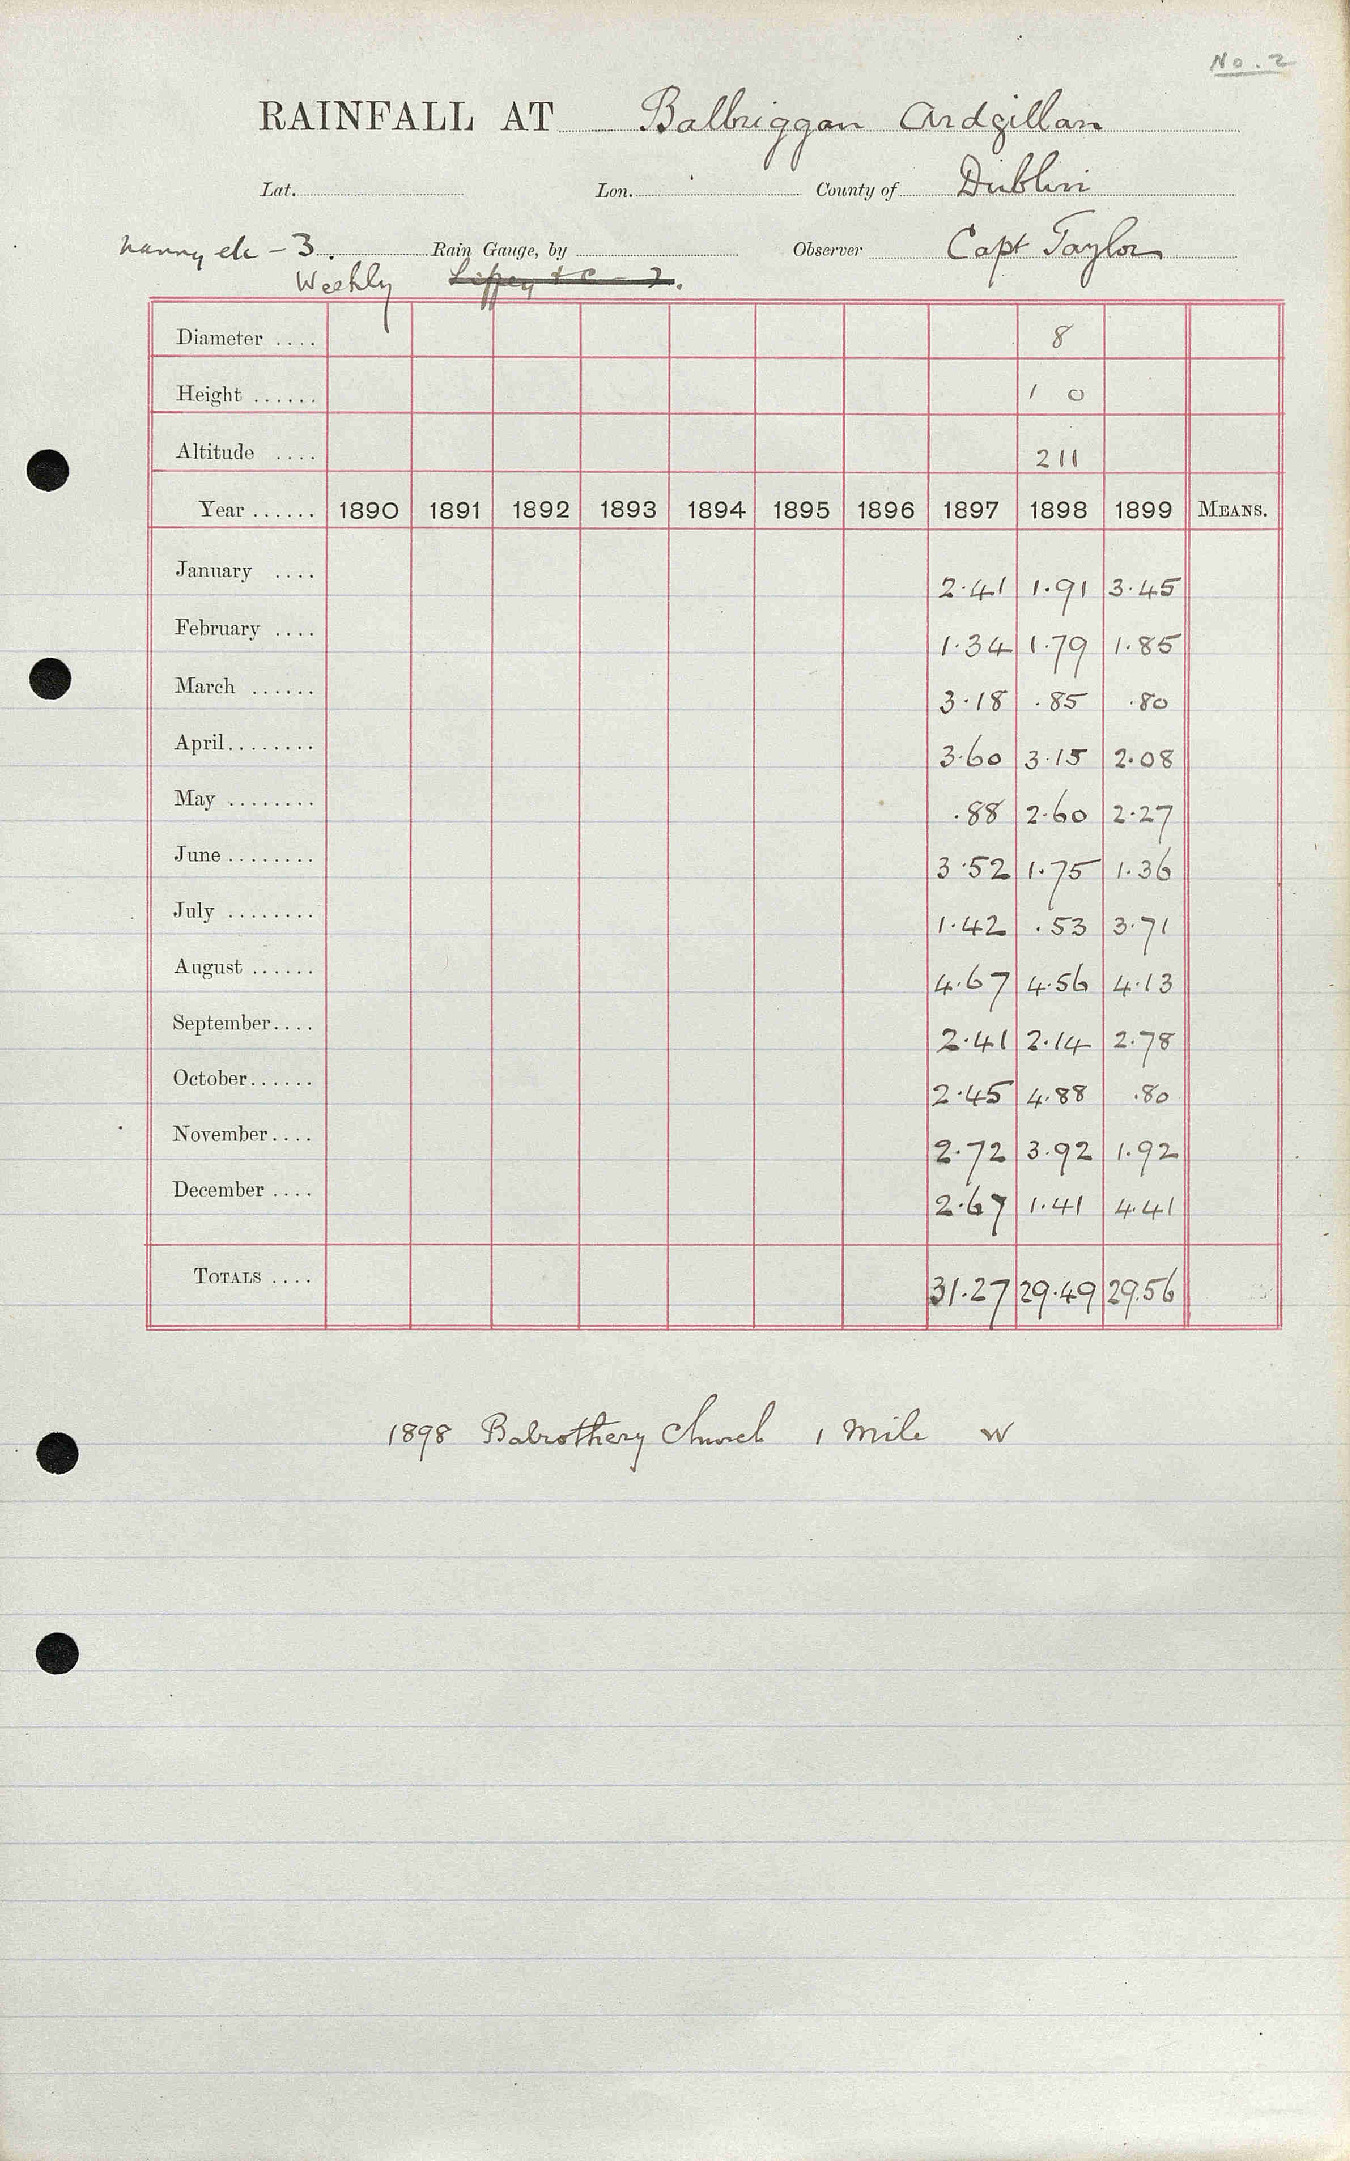 No. 2
RAINFALL AT Balbriggan Ardgillan
Lat. Lon. County of Dublin
Nanny etc - 3. Rain Gauge, by Observer Capt Taylor
Weekly Liffey &c - 7.
Diameter .... 8
Height ...... 1 0
Altitude .... 211
Year ...... 1890 1891 1892 1893 1894 1895 1896 1897 1898 1899 MEANS.
January .... 2.41 1.91 3.45
February .... 1.34 1.79 1.85
March ...... 3.18 .85 .80
April ........ 3.60 3.15 2.08
May ........ .88 2.60 2.27
June ........ 3.52 1.75 1.36
July ........ 1.42 .53 3.71
August ...... 4.67 4.56 4.13
September.... 2.41 2.14 2.78
October...... 2.45 4.88 .80
November.... 2.72 3.92 1.92
December .... 2.67 1.41 4.41
TOTALS .... 31.27 29.49 29.56
1898 Balrothery Church 1 Mile W